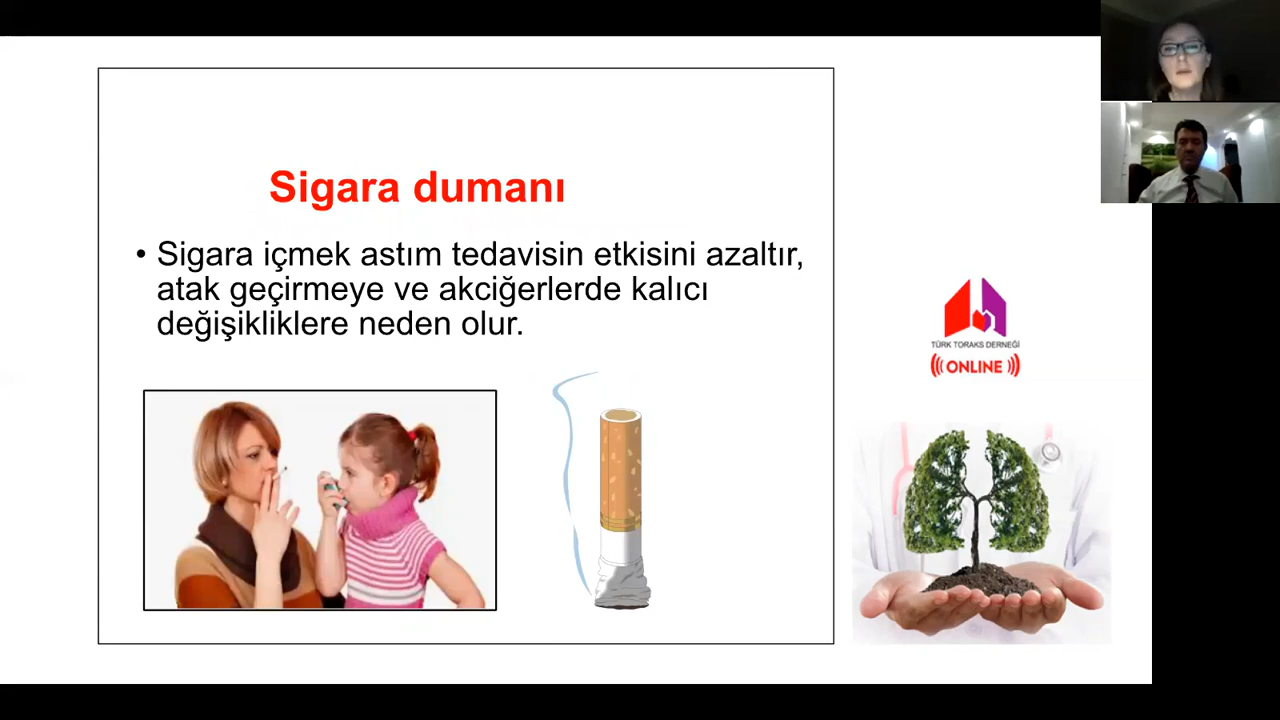 Sigara dumanı
• Sigara içmek astım tedavisin etkisini azaltır,
atak geçirmeye ve akciğerlerde kalıcı
değişikliklere neden olur.
TÜRK TORAKS DERNEĞİ
ONLINE